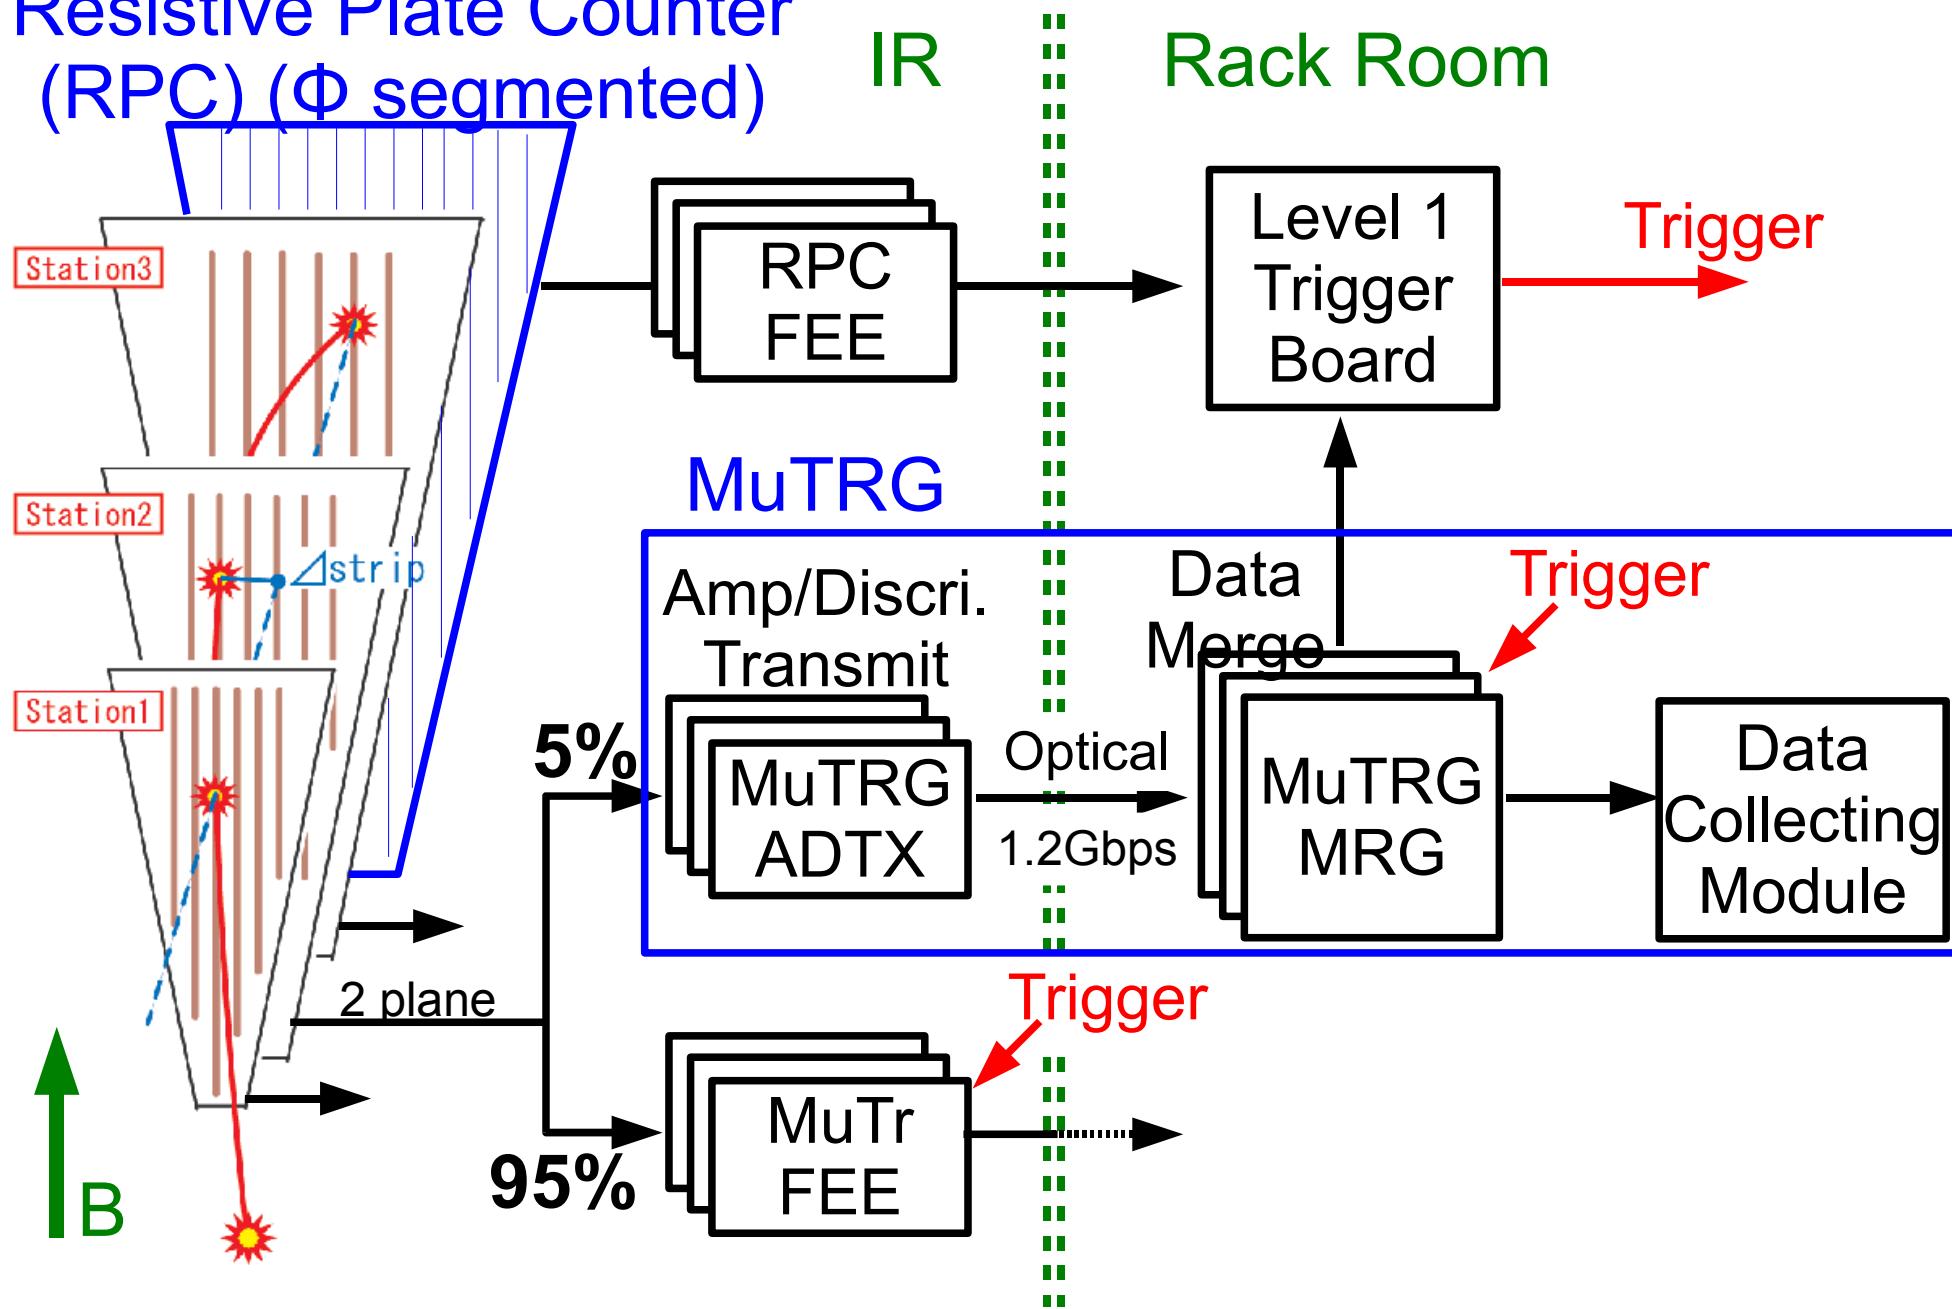 Resistive Plate Counter
(RPC) (Φ segmented)
IR
Rack Room
Station3
RPC
FEE
Level 1
Trigger
Board
Trigger
MuTRG
Station2
⊿strip
Amp/Discri.
Transmit
Data
Merge
Trigger
Station1
5%
MuTRG
ADTX
Optical
1.2Gbps
MuTRG
MRG
Data
Collecting
Module
2 plane
Trigger
95%
MuTr
FEE
B